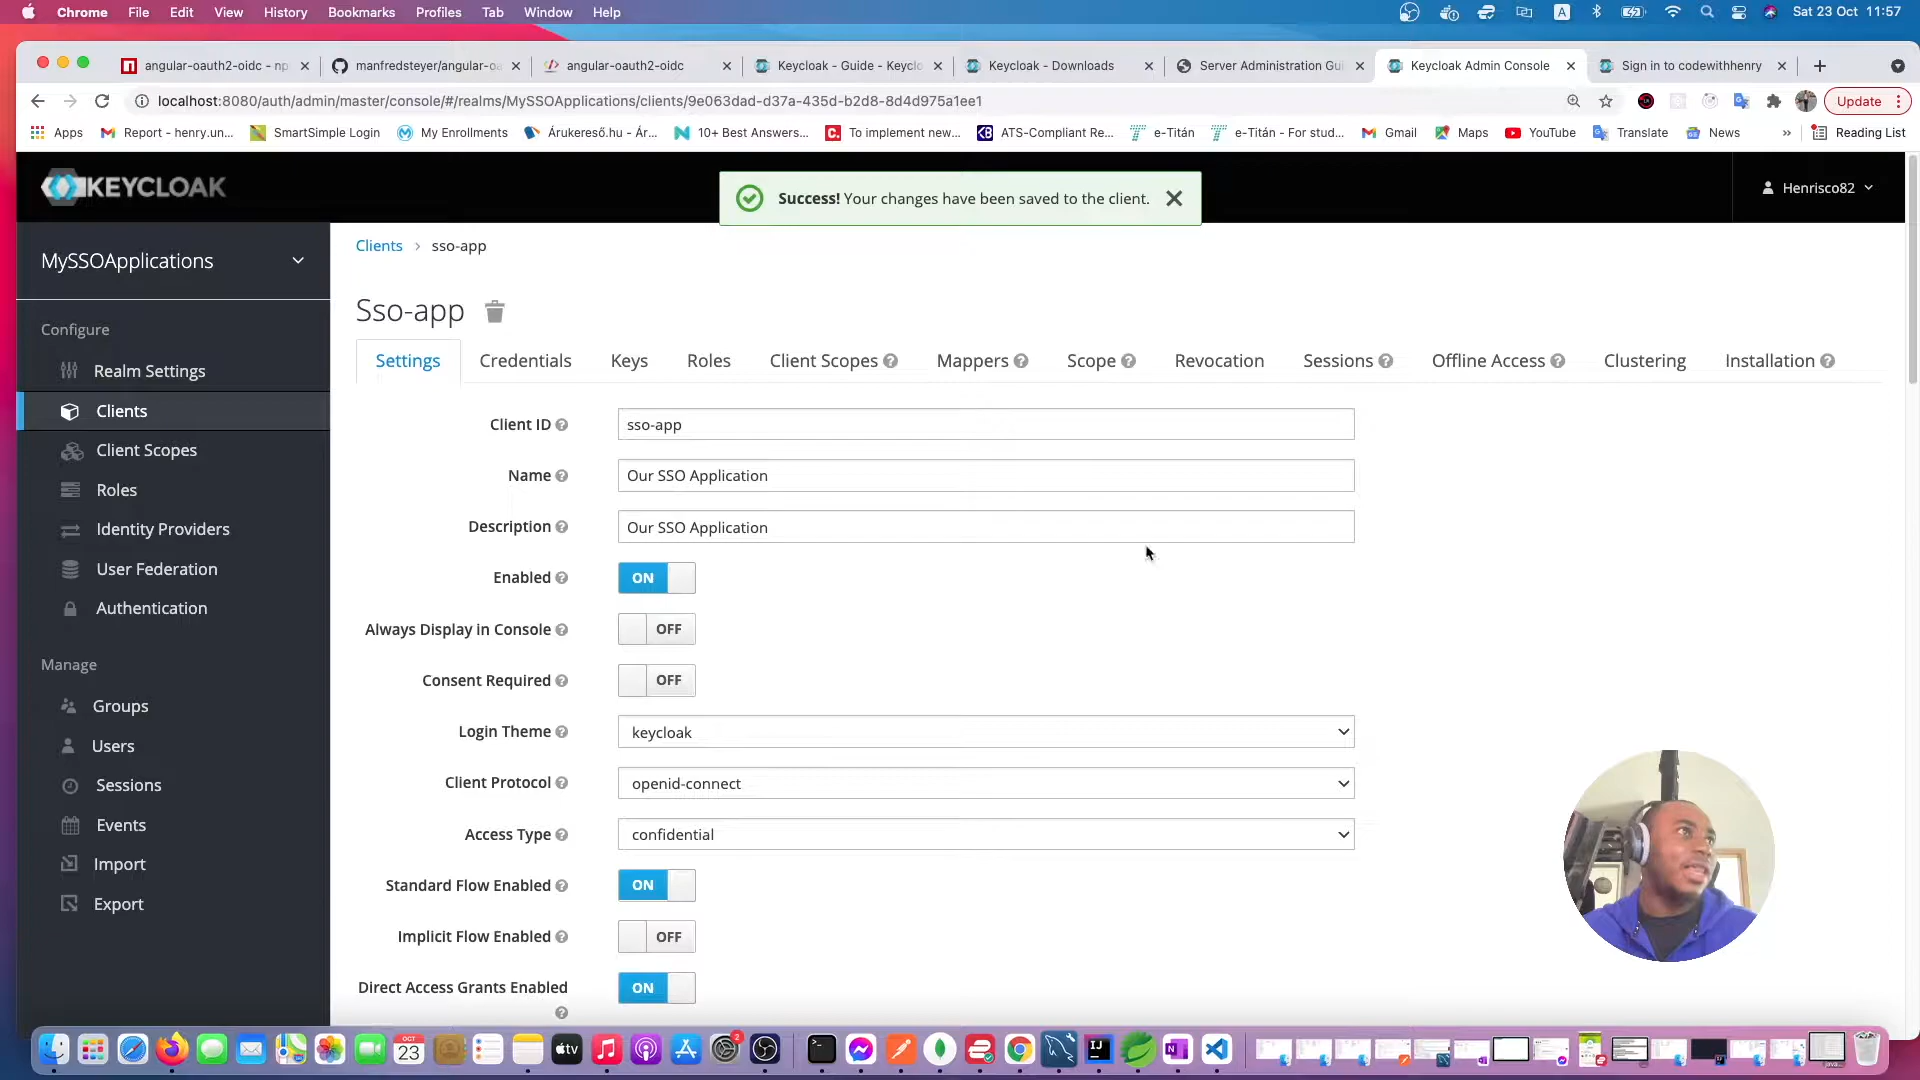 Chrome File Edit View History Bookmarks Profiles Tab Window Help A Sat 23 Oct 11:57
angular-oauth2-oidc - np manfredsteyer/angular-oa angular-oauth2-oidc Keycloak - Guide - Keyclo Keycloak - Downloads Server Administration Gui Keycloak Admin Console Sign in to codewithhenry
localhost:8080/auth/admin/master/console/#/realms/MySSOApplications/clients/9e063dad-d37a-435d-b2d8-8d4d975a1ee1 Update
Apps Report - henry.un... SmartSimple Login My Enrollments Árukereső.hu - Ár... 10+ Best Answers... To implement new... ATS-Compliant Re... e-Titán e-Titán - For stud... Gmail Maps YouTube Translate News » Reading List
KEYCLOAK
Success! Your changes have been saved to the client.
Henrisco82
MySSOApplications
Clients > sso-app
Sso-app
Configure
Realm Settings
Clients
Client Scopes
Roles
Identity Providers
User Federation
Authentication
Manage
Groups
Users
Sessions
Events
Import
Export
Settings Credentials Keys Roles Client Scopes Mappers Scope Revocation Sessions Offline Access Clustering Installation
Client ID sso-app
Name Our SSO Application
Description Our SSO Application
Enabled ON
Always Display in Console OFF
Consent Required OFF
Login Theme keycloak
Client Protocol openid-connect
Access Type confidential
Standard Flow Enabled ON
Implicit Flow Enabled OFF
Direct Access Grants Enabled ON
OCT
23
tv
2